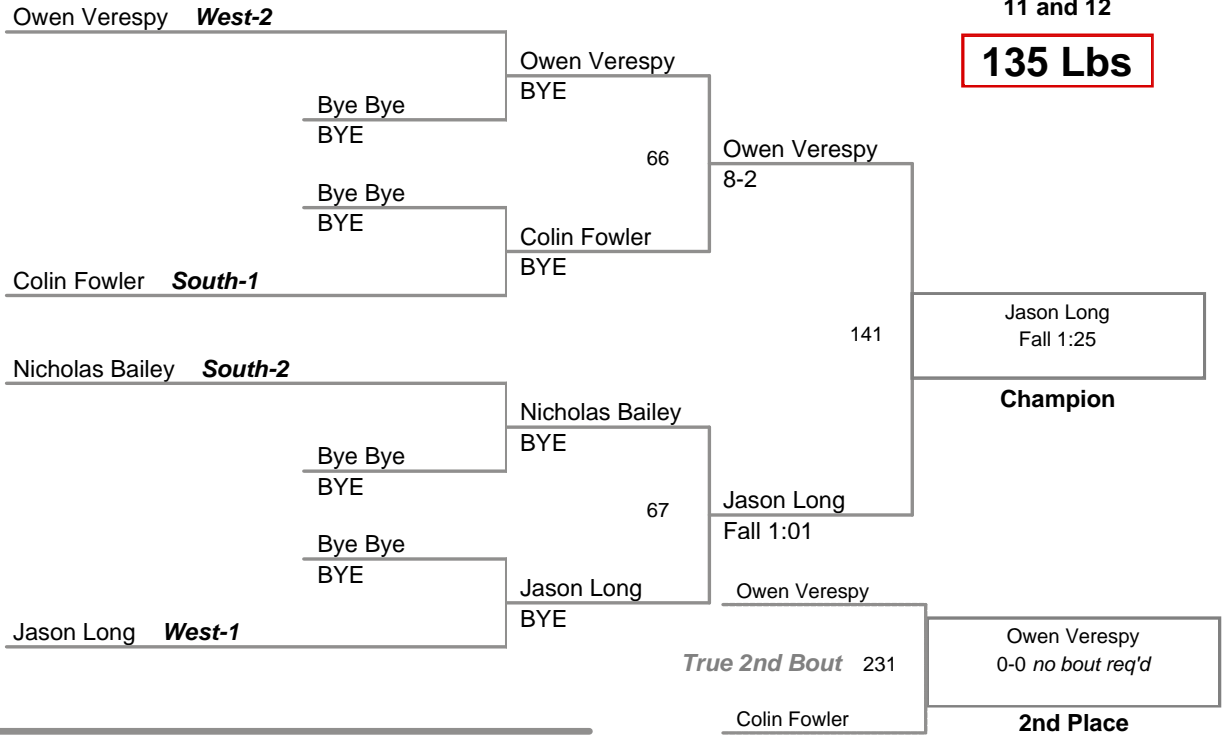 11 and 12
135 Lbs
Owen Verespy West-2
Owen Verespy
BYE
Bye Bye
BYE
66
Owen Verespy
8-2
Bye Bye
BYE
Colin Fowler
BYE
Colin Fowler South-1
141
Jason Long
Fall 1:25
Champion
Nicholas Bailey South-2
Nicholas Bailey
BYE
Bye Bye
BYE
67
Jason Long
Fall 1:01
Bye Bye
BYE
Jason Long
BYE
Jason Long West-1
Owen Verespy
True 2nd Bout 231
Colin Fowler
Owen Verespy
0-0 no bout req'd
2nd Place